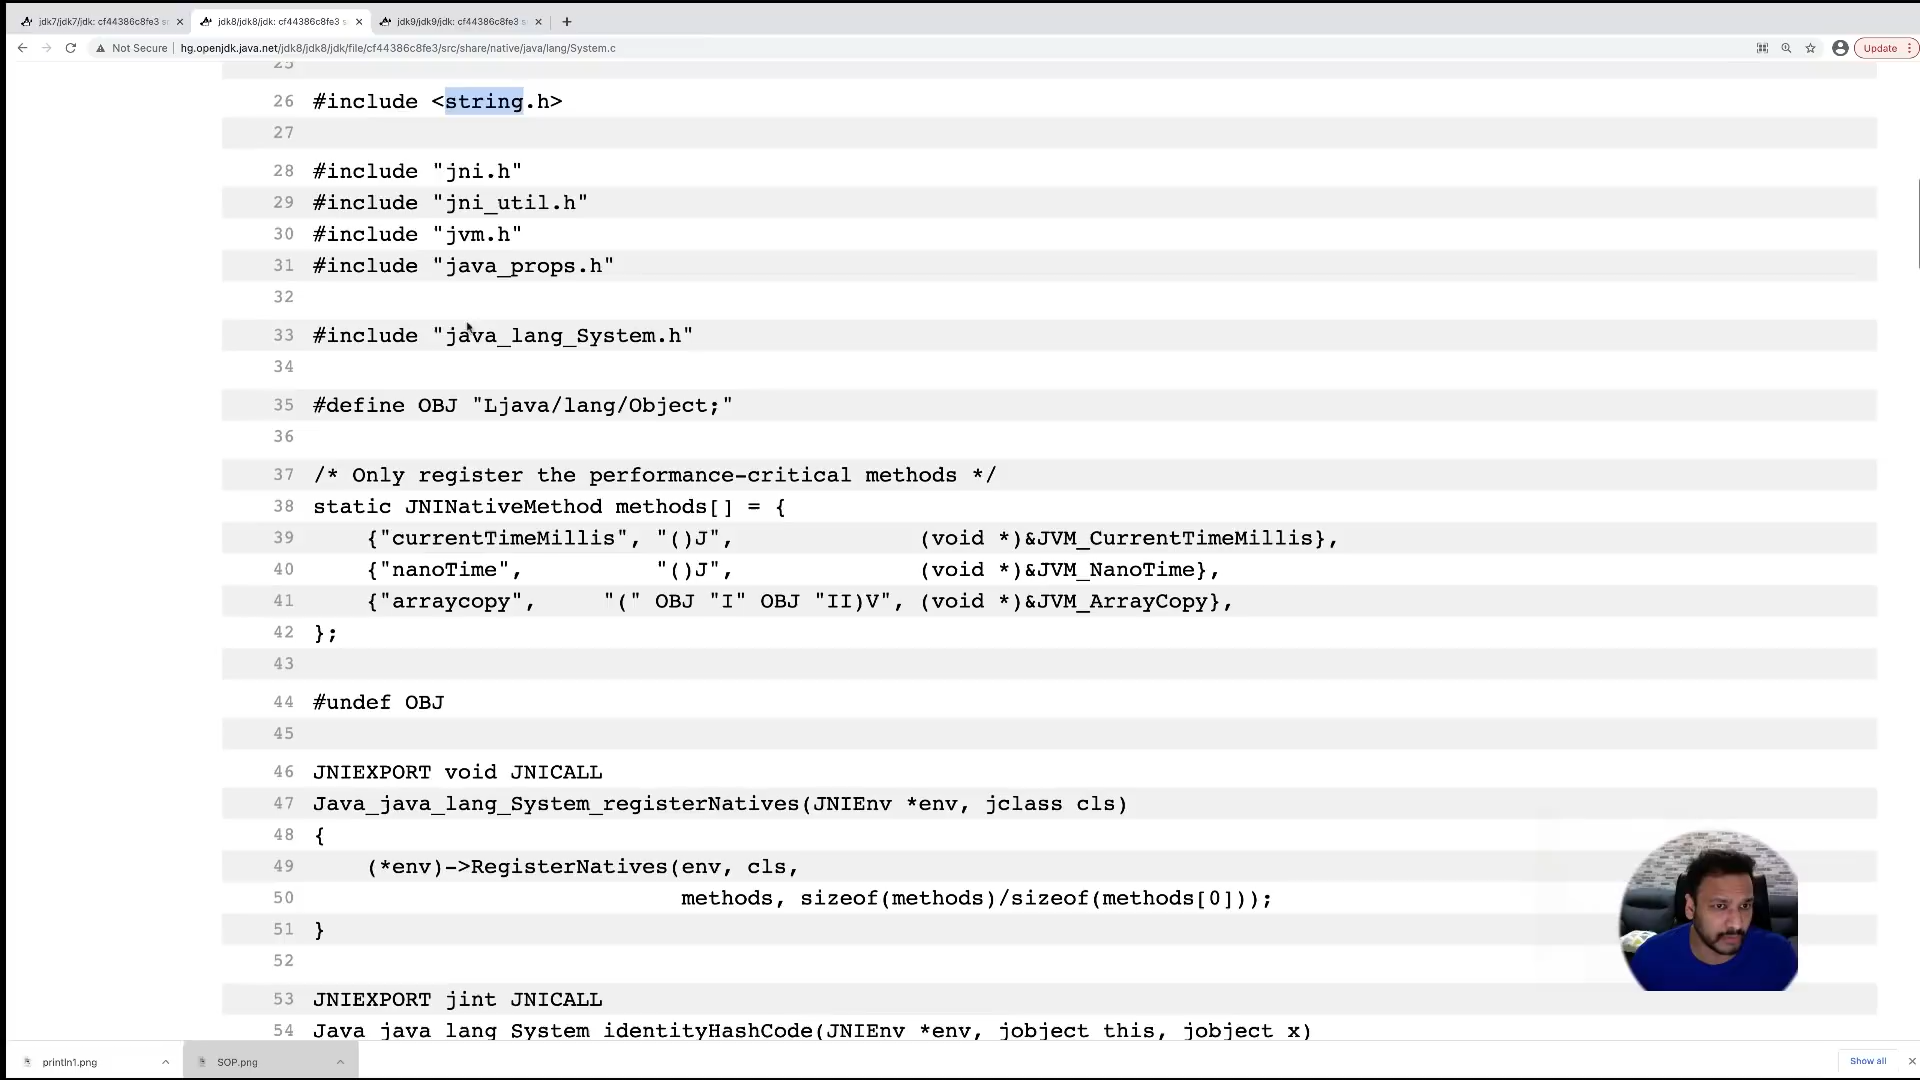 jdk7/jdk7/jdk: cf44386c8fe3 s
jdk8/jdk8/jdk: cf44386c8fe3 s
jdk9/jdk9/jdk: cf44386c8fe3 s
Not Secure | hg.openjdk.java.net/jdk8/jdk8/jdk/file/cf44386c8fe3/src/share/native/java/lang/System.c
Update
25
26 #include <string.h>
27
28 #include "jni.h"
29 #include "jni_util.h"
30 #include "jvm.h"
31 #include "java_props.h"
32
33 #include "java_lang_System.h"
34
35 #define OBJ "Ljava/lang/Object;"
36
37 /* Only register the performance-critical methods */
38 static JNINativeMethod methods[] = {
39 {"currentTimeMillis", "()J", (void *)&JVM_CurrentTimeMillis},
40 {"nanoTime", "()J", (void *)&JVM_NanoTime},
41 {"arraycopy", "(" OBJ "I" OBJ "II)V", (void *)&JVM_ArrayCopy},
42 };
43
44 #undef OBJ
45
46 JNIEXPORT void JNICALL
47 Java_java_lang_System_registerNatives(JNIEnv *env, jclass cls)
48 {
49 (*env)->RegisterNatives(env, cls,
50 methods, sizeof(methods)/sizeof(methods[0]));
51 }
52
53 JNIEXPORT jint JNICALL
54 Java_java_lang_System_identityHashCode(JNIEnv *env, jobject this, jobject x)
println1.png
SOP.png
Show all